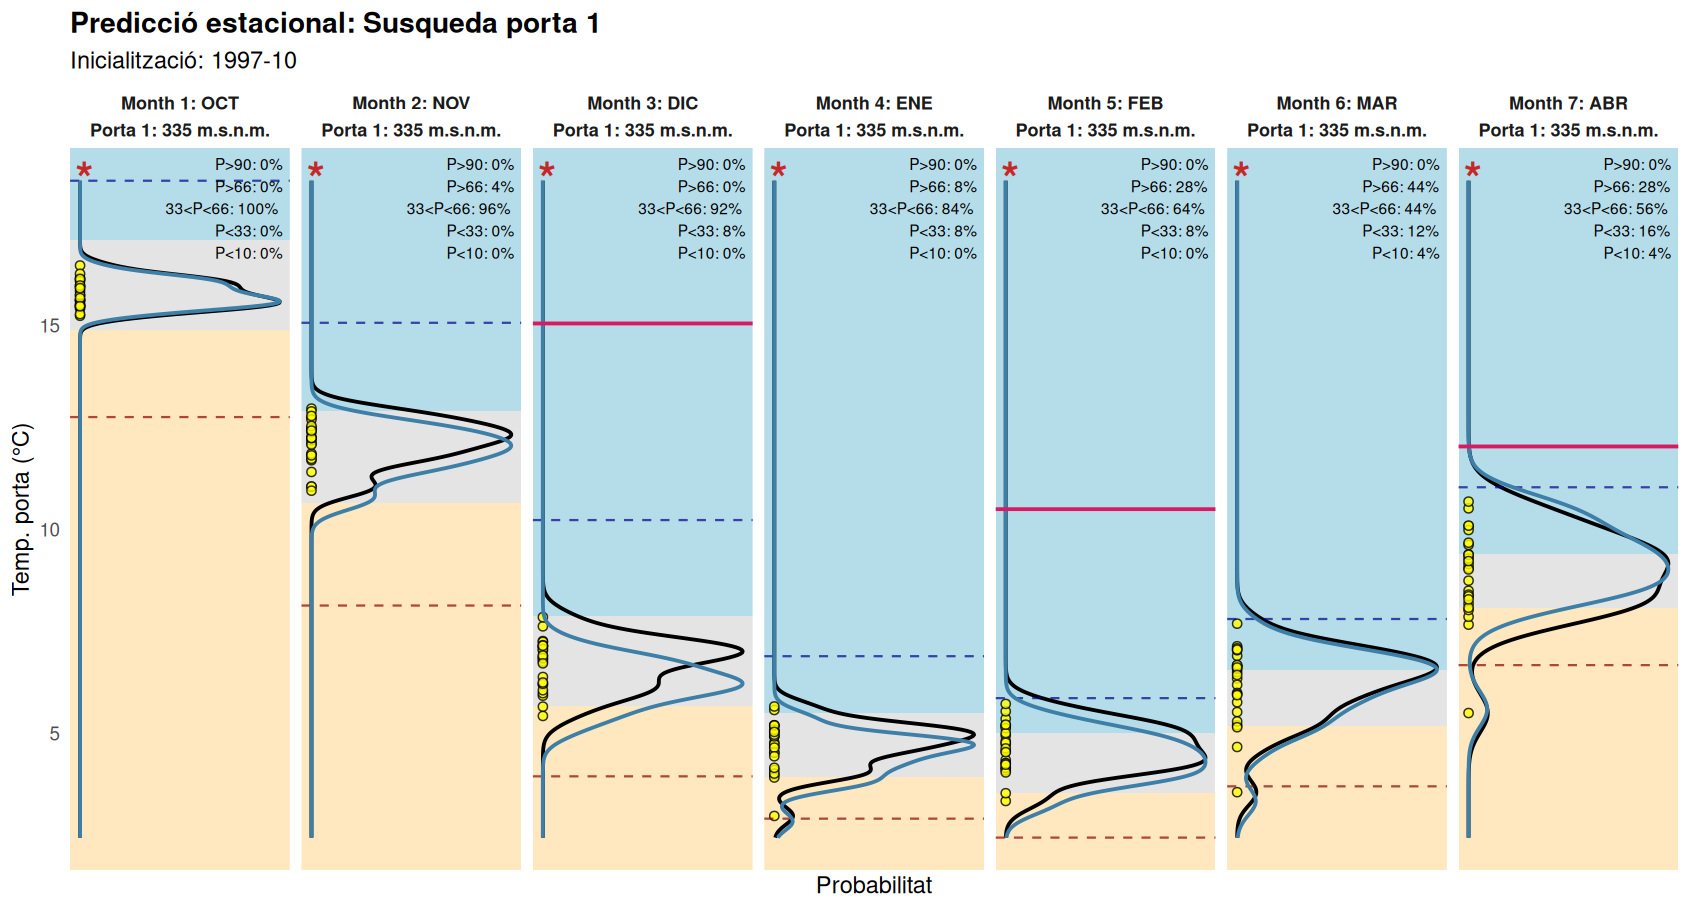 Predicció estacional: Susqueda porta 1
Inicialització: 1997-10
Month 1: OCT
Porta 1: 335 m.s.n.m.
Month 2: NOV
Porta 1: 335 m.s.n.m.
Month 3: DIC
Porta 1: 335 m.s.n.m.
Month 4: ENE
Porta 1: 335 m.s.n.m.
Month 5: FEB
Porta 1: 335 m.s.n.m.
Month 6: MAR
Porta 1: 335 m.s.n.m.
Month 7: ABR
Porta 1: 335 m.s.n.m.
*
P>90: 0%
P>66: 0%
33<P<66: 100%
P<33: 0%
P<10: 0%
*
P>90: 0%
P>66: 4%
33<P<66: 96%
P<33: 0%
P<10: 0%
*
P>90: 0%
P>66: 0%
33<P<66: 92%
P<33: 8%
P<10: 0%
*
P>90: 0%
P>66: 8%
33<P<66: 84%
P<33: 8%
P<10: 0%
*
P>90: 0%
P>66: 28%
33<P<66: 64%
P<33: 8%
P<10: 0%
*
P>90: 0%
P>66: 44%
33<P<66: 44%
P<33: 12%
P<10: 4%
*
P>90: 0%
P>66: 28%
33<P<66: 56%
P<33: 16%
P<10: 4%
15
10
5
Temp. porta (°C)
Probabilitat